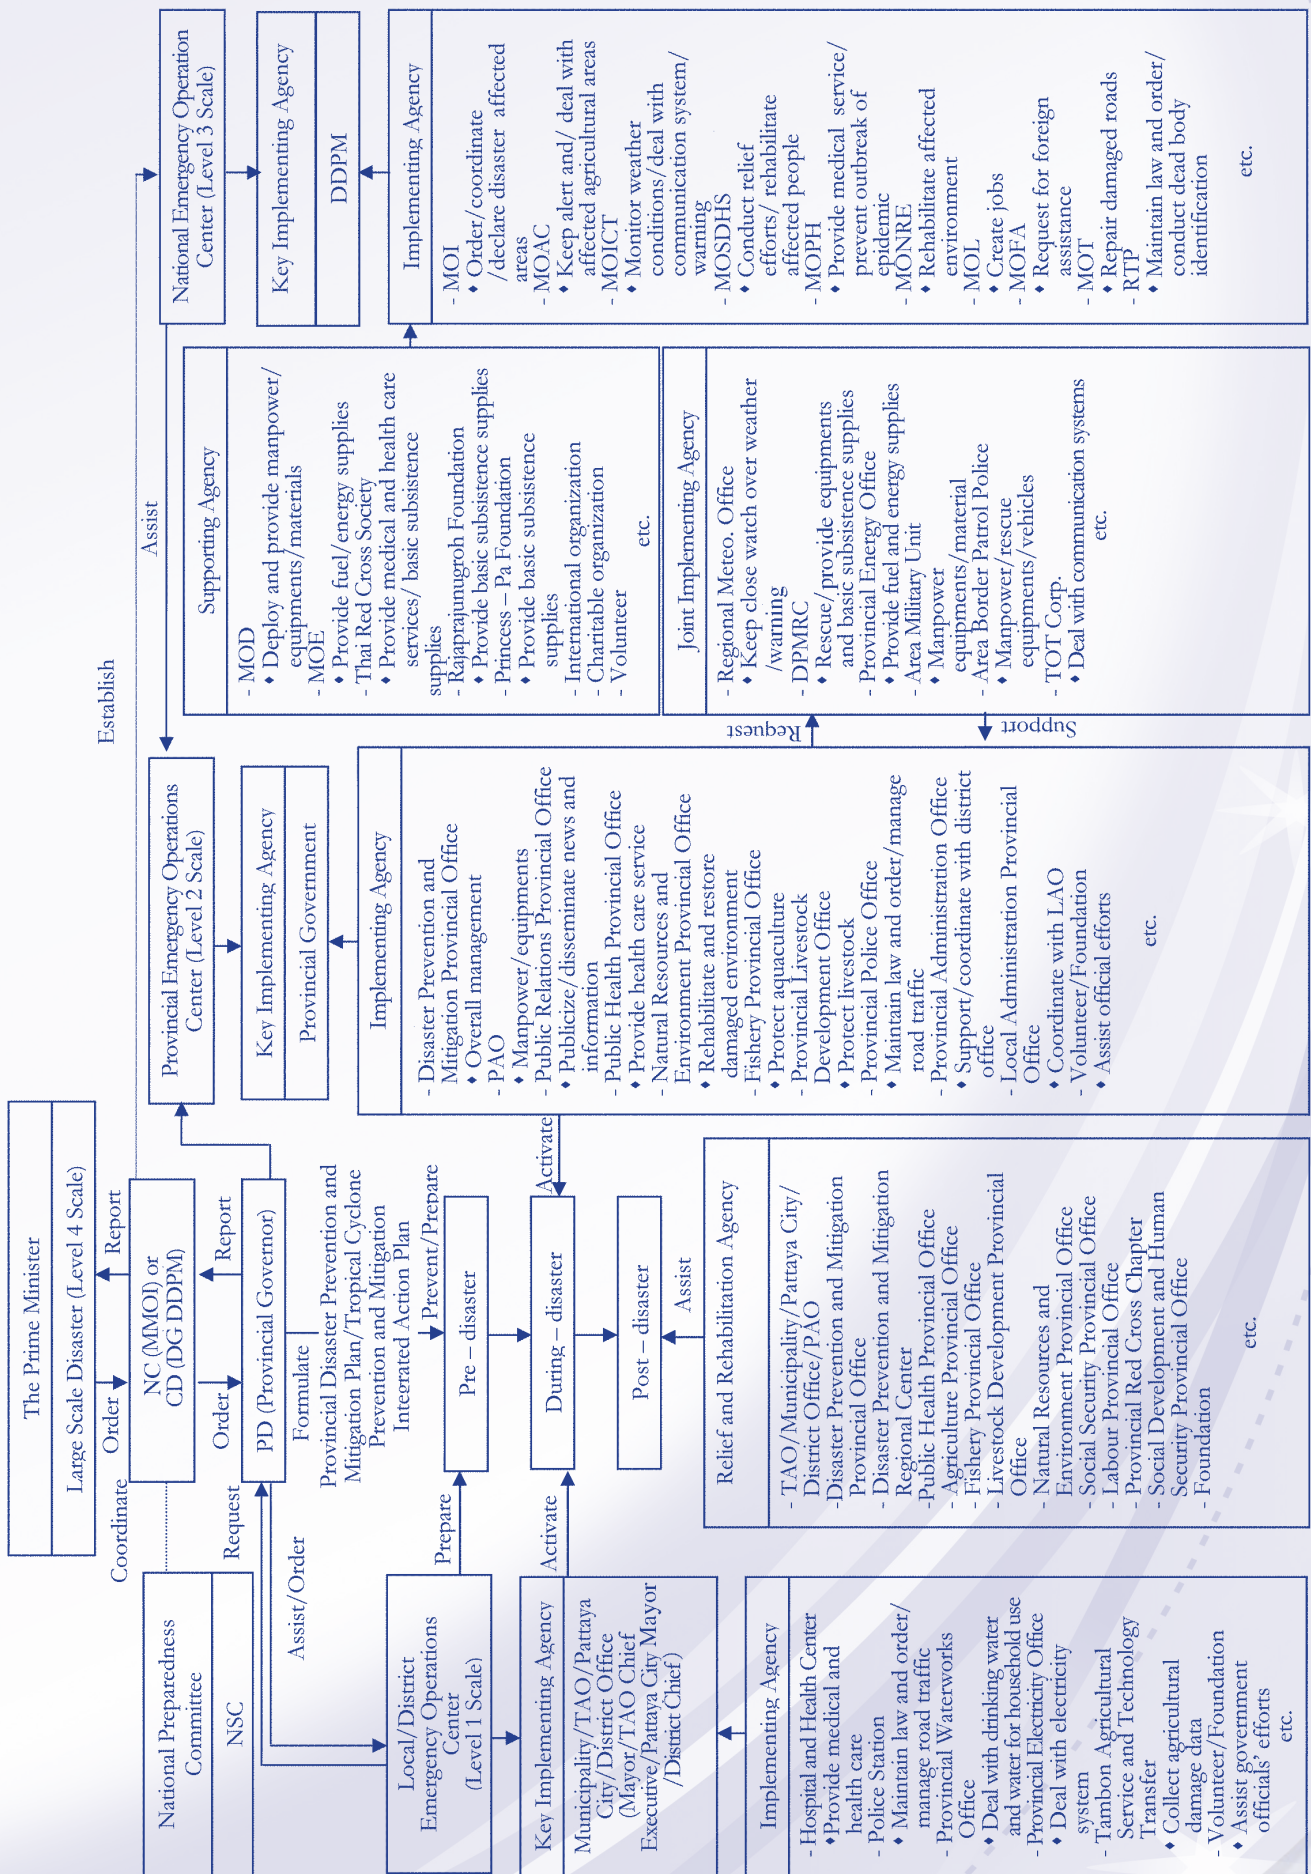 The Prime Minister
Large Scale Disaster (Level 4 Scale)
Order
Report
Coordinate
NC (MMOI) or
CD (DG DDPM)
National Preparedness
Committee
NSC
Order
Report
Request
PD (Provincial Governor)
Assist/Order
Formulate
Provincial Disaster Prevention and
Mitigation Plan/Tropical Cyclone
Prevention and Mitigation
Integrated Action Plan
Prevent/Prepare
Establish
Assist
Local/District
Emergency Operations
Center
(Level 1 Scale)
Prepare
Pre – disaster
Key Implementing Agency
Municipality/TAO/Pattaya
City/District Office
(Mayor/TAO Chief
Executive/Pattaya City Mayor
/District Chief)
Activate
During – disaster
Activate
Post – disaster
Assist
Implementing Agency
- Hospital and Health Center
♦Provide medical and
health care
- Police Station
♦ Maintain law and order/
manage road traffic
- Provincial Waterworks
Office
♦ Deal with drinking water
and water for household use
- Provincial Electricity Office
♦ Deal with electricity
system
- Tambon Agricultural
Service and Technology
Transfer
♦ Collect agricultural
damage data
- Volunteer/Foundation
♦ Assist government
officials’ efforts
etc.
Relief and Rehabilitation Agency
- TAO/Municipality/Pattaya City/
District Office/PAO
-Disaster Prevention and Mitigation
Provincial Office
- Disaster Prevention and Mitigation
Regional Center
-Public Health Provincial Office
- Agriculture Provincial Office
- Fishery Provincial Office
- Livestock Development Provincial
Office
- Natural Resources and
Environment Provincial Office
- Social Security Provincial Office
- Labour Provincial Office
- Provincial Red Cross Chapter
- Social Development and Human
Security Provincial Office
- Foundation
etc.
Provincial Emergency Operations
Center (Level 2 Scale)
Key Implementing Agency
Provincial Government
Implementing Agency
- Disaster Prevention and
Mitigation Provincial Office
♦ Overall management
- PAO
♦ Manpower/equipments
- Public Relations Provincial Office
♦ Publicize/disseminate news and
information
- Public Health Provincial Office
♦ Provide health care service
- Natural Resources and
Environment Provincial Office
♦ Rehabilitate and restore
damaged environment
- Fishery Provincial Office
♦ Protect aquaculture
- Provincial Livestock
Development Office
♦ Protect livestock
- Provincial Police Office
♦ Maintain law and order/manage
road traffic
- Provincial Administration Office
♦ Support/coordinate with district
office
- Local Administration Provincial
Office
♦ Coordinate with LAO
- Volunteer/Foundation
♦ Assist official efforts
etc.
Request
Support
Supporting Agency
- MOD
♦ Deploy and provide manpower/
equipments/materials
- MOE
♦ Provide fuel/energy supplies
- Thai Red Cross Society
♦ Provide medical and health care
services/ basic subsistence
supplies
- Rajaprajunugroh Foundation
♦ Provide basic subsistence supplies
- Princess – Pa Foundation
♦ Provide basic subsistence
supplies
- International organization
- Charitable organization
- Volunteer
etc.
Joint Implementing Agency
- Regional Meteo. Office
♦ Keep close watch over weather
/warning
- DPMRC
♦ Rescue/provide equipments
and basic subsistence supplies
- Provincial Energy Office
♦ Provide fuel and energy supplies
- Area Military Unit
♦ Manpower
equipments/material
- Area Border Patrol Police
♦ Manpower/rescue
equipments/vehicles
- TOT Corp.
♦ Deal with communication systems
etc.
National Emergency Operation
Center (Level 3 Scale)
Key Implementing Agency
DDPM
Implementing Agency
- MOI
♦ Order/coordinate
/declare disaster affected
areas
- MOAC
♦ Keep alert and/ deal with
affected agricultural areas
- MOICT
♦ Monitor weather
conditions/deal with
communication system/
warning
- MOSDHS
♦ Conduct relief
efforts/ rehabilitate
affected people
- MOPH
♦ Provide medical service/
prevent outbreak of
epidemic
- MONRE
♦ Rehabilitate affected
environment
- MOL
♦ Create jobs
- MOFA
♦ Request for foreign
assistance
- MOT
♦ Repair damaged roads
- RTP
♦ Maintain law and order/
conduct dead body
identification
etc.